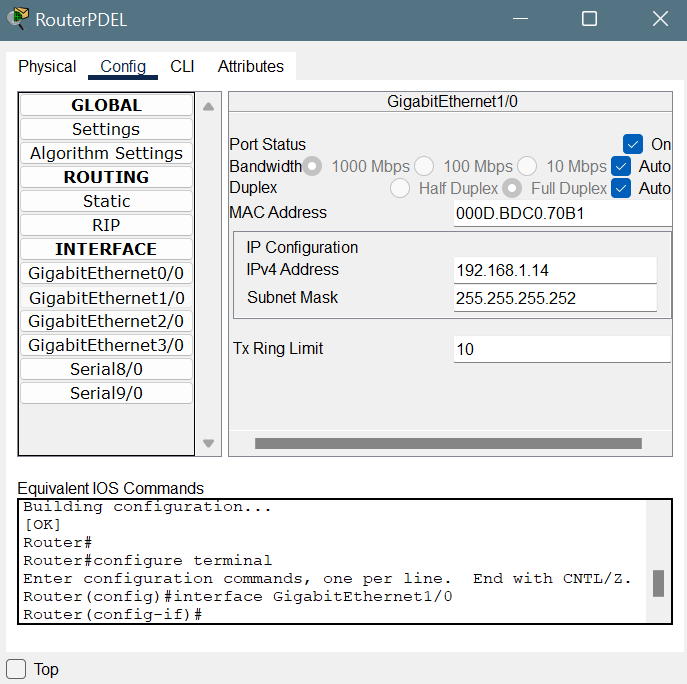 RouterPDEL
Physical Config CLI Attributes
GLOBAL
Settings
Algorithm Settings
ROUTING
Static
RIP
INTERFACE
GigabitEthernet0/0
GigabitEthernet1/0
GigabitEthernet2/0
GigabitEthernet3/0
Serial8/0
Serial9/0
GigabitEthernet1/0
Port Status On
Bandwidth 1000 Mbps 100 Mbps 10 Mbps Auto
Duplex Half Duplex Full Duplex Auto
MAC Address 000D.BDC0.70B1
IP Configuration
IPv4 Address 192.168.1.14
Subnet Mask 255.255.255.252
Tx Ring Limit 10
Equivalent IOS Commands
Building configuration...
[OK]
Router#
Router#configure terminal
Enter configuration commands, one per line.  End with CNTL/Z.
Router(config)#interface GigabitEthernet1/0
Router(config-if)#
Top